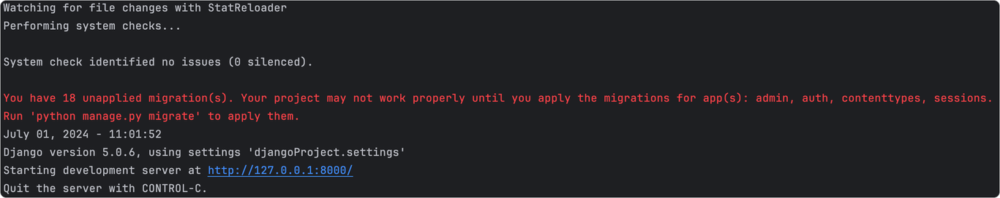 Watching for file changes with StatReloader
Performing system checks...
System check identified no issues (0 silenced).
You have 18 unapplied migration(s). Your project may not work properly until you apply the migrations for app(s): admin, auth, contenttypes, sessions.
Run 'python manage.py migrate' to apply them.
July 01, 2024 - 11:01:52
Django version 5.0.6, using settings 'djangoProject.settings'
Starting development server at http://127.0.0.1:8000/
Quit the server with CONTROL-C.